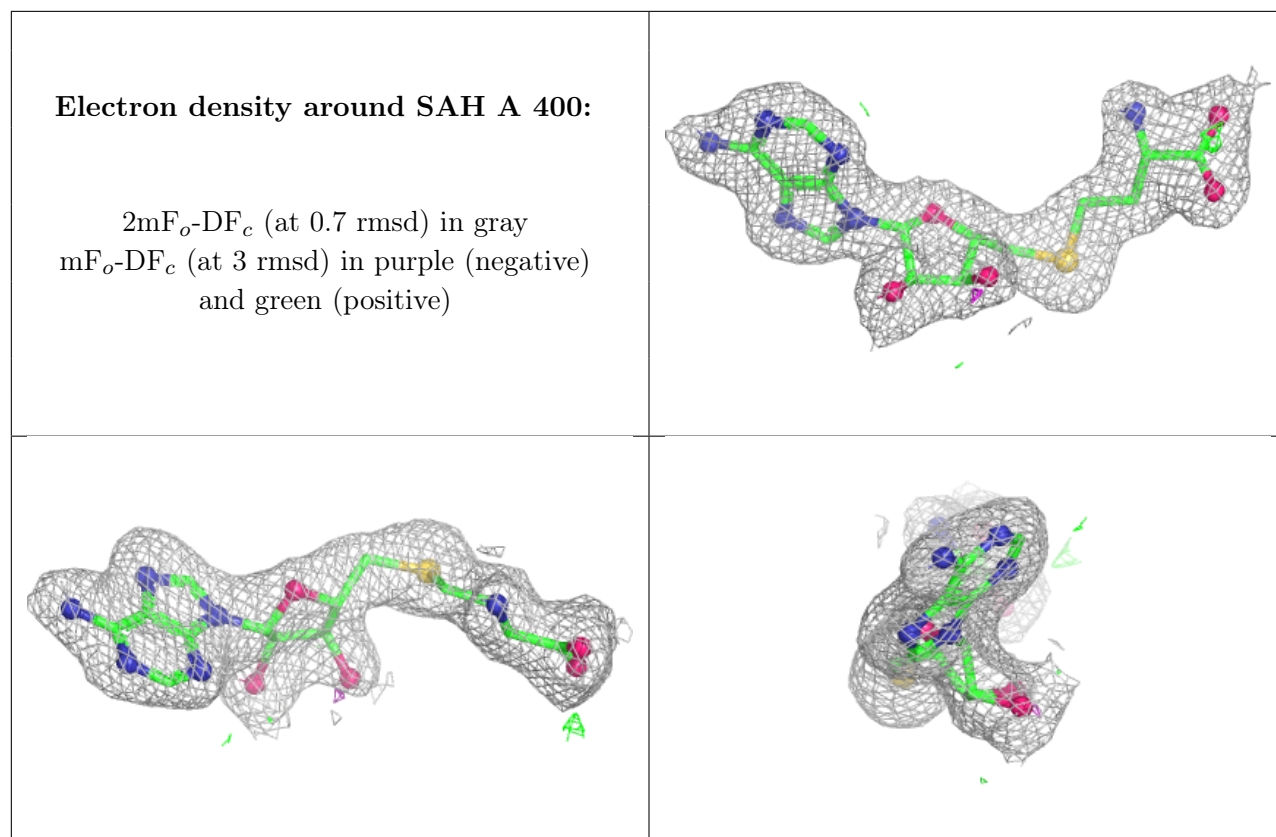 Electron density around SAH A 400:
2mFo-DFc (at 0.7 rmsd) in gray
mFo-DFc (at 3 rmsd) in purple (negative)
and green (positive)